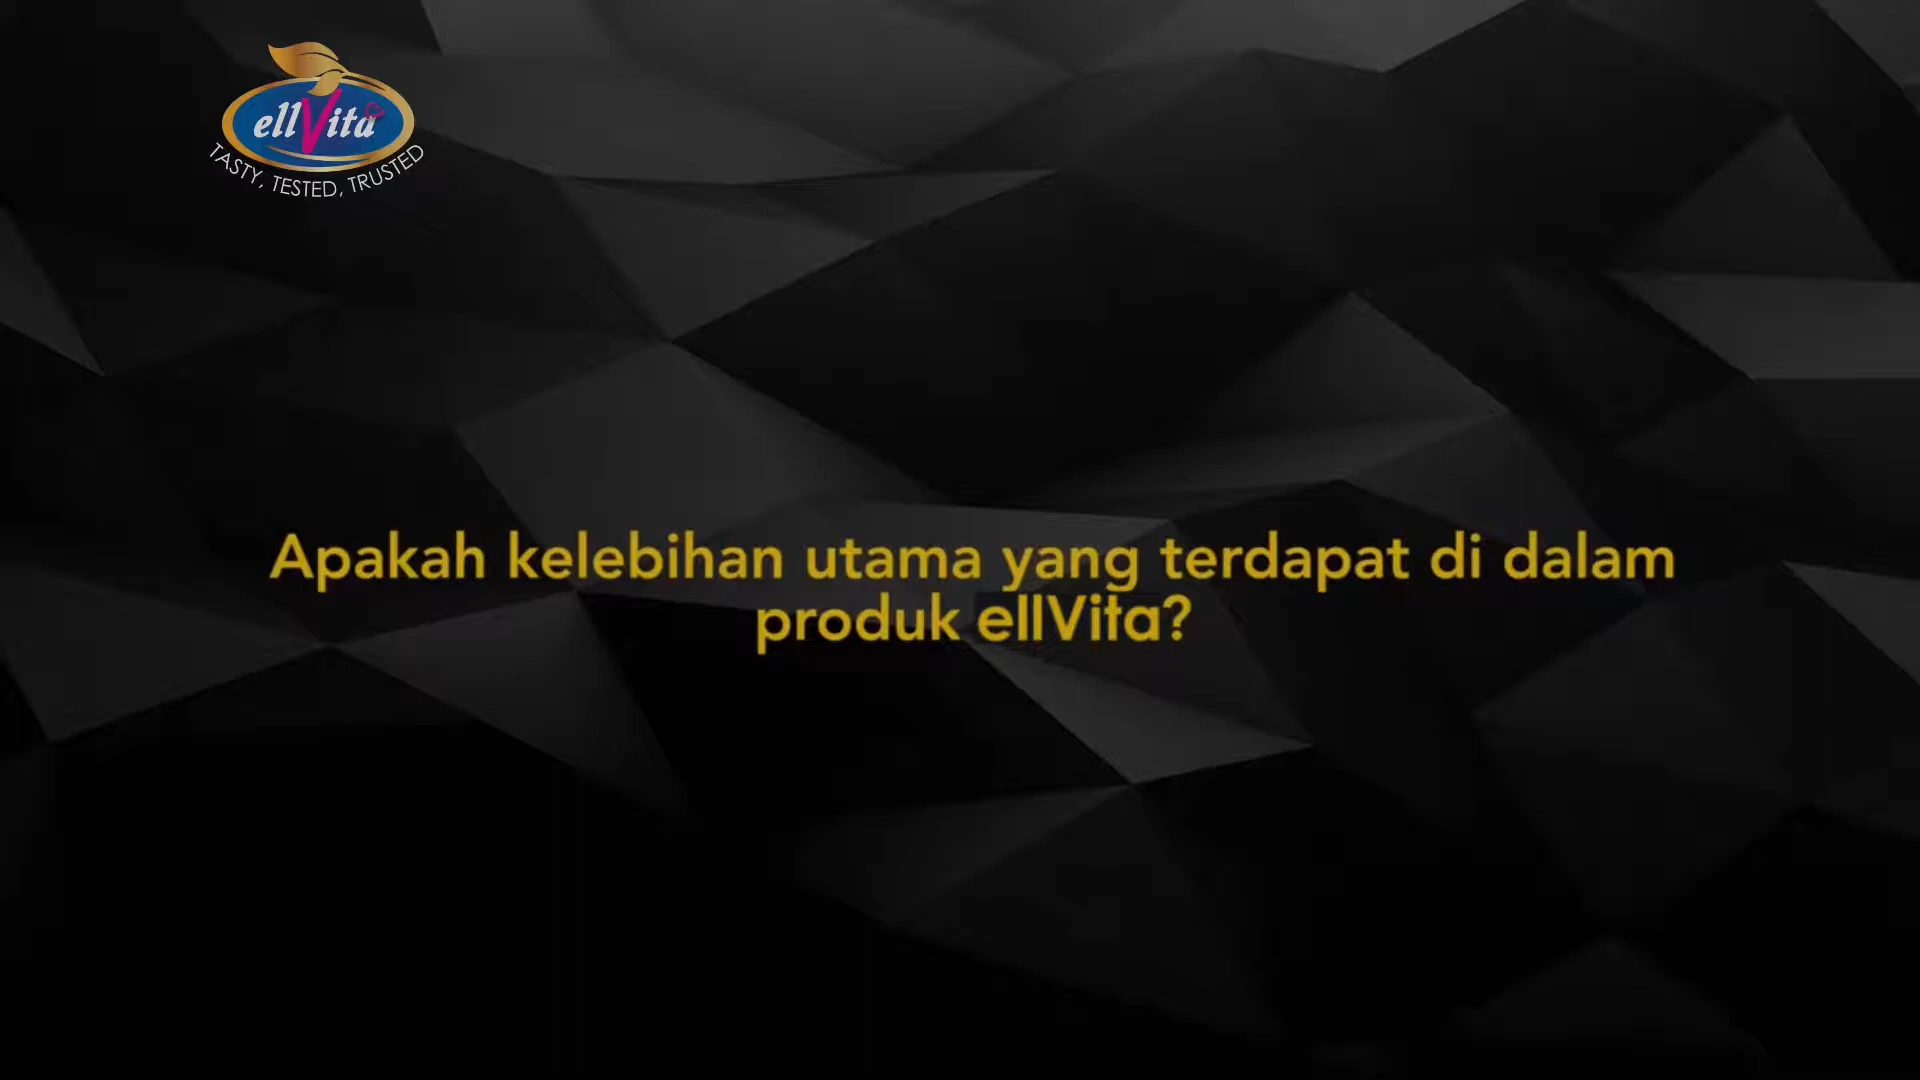 ellVita
TASTY, TESTED, TRUSTED
Apakah kelebihan utama yang terdapat di dalam
produk ellVita?